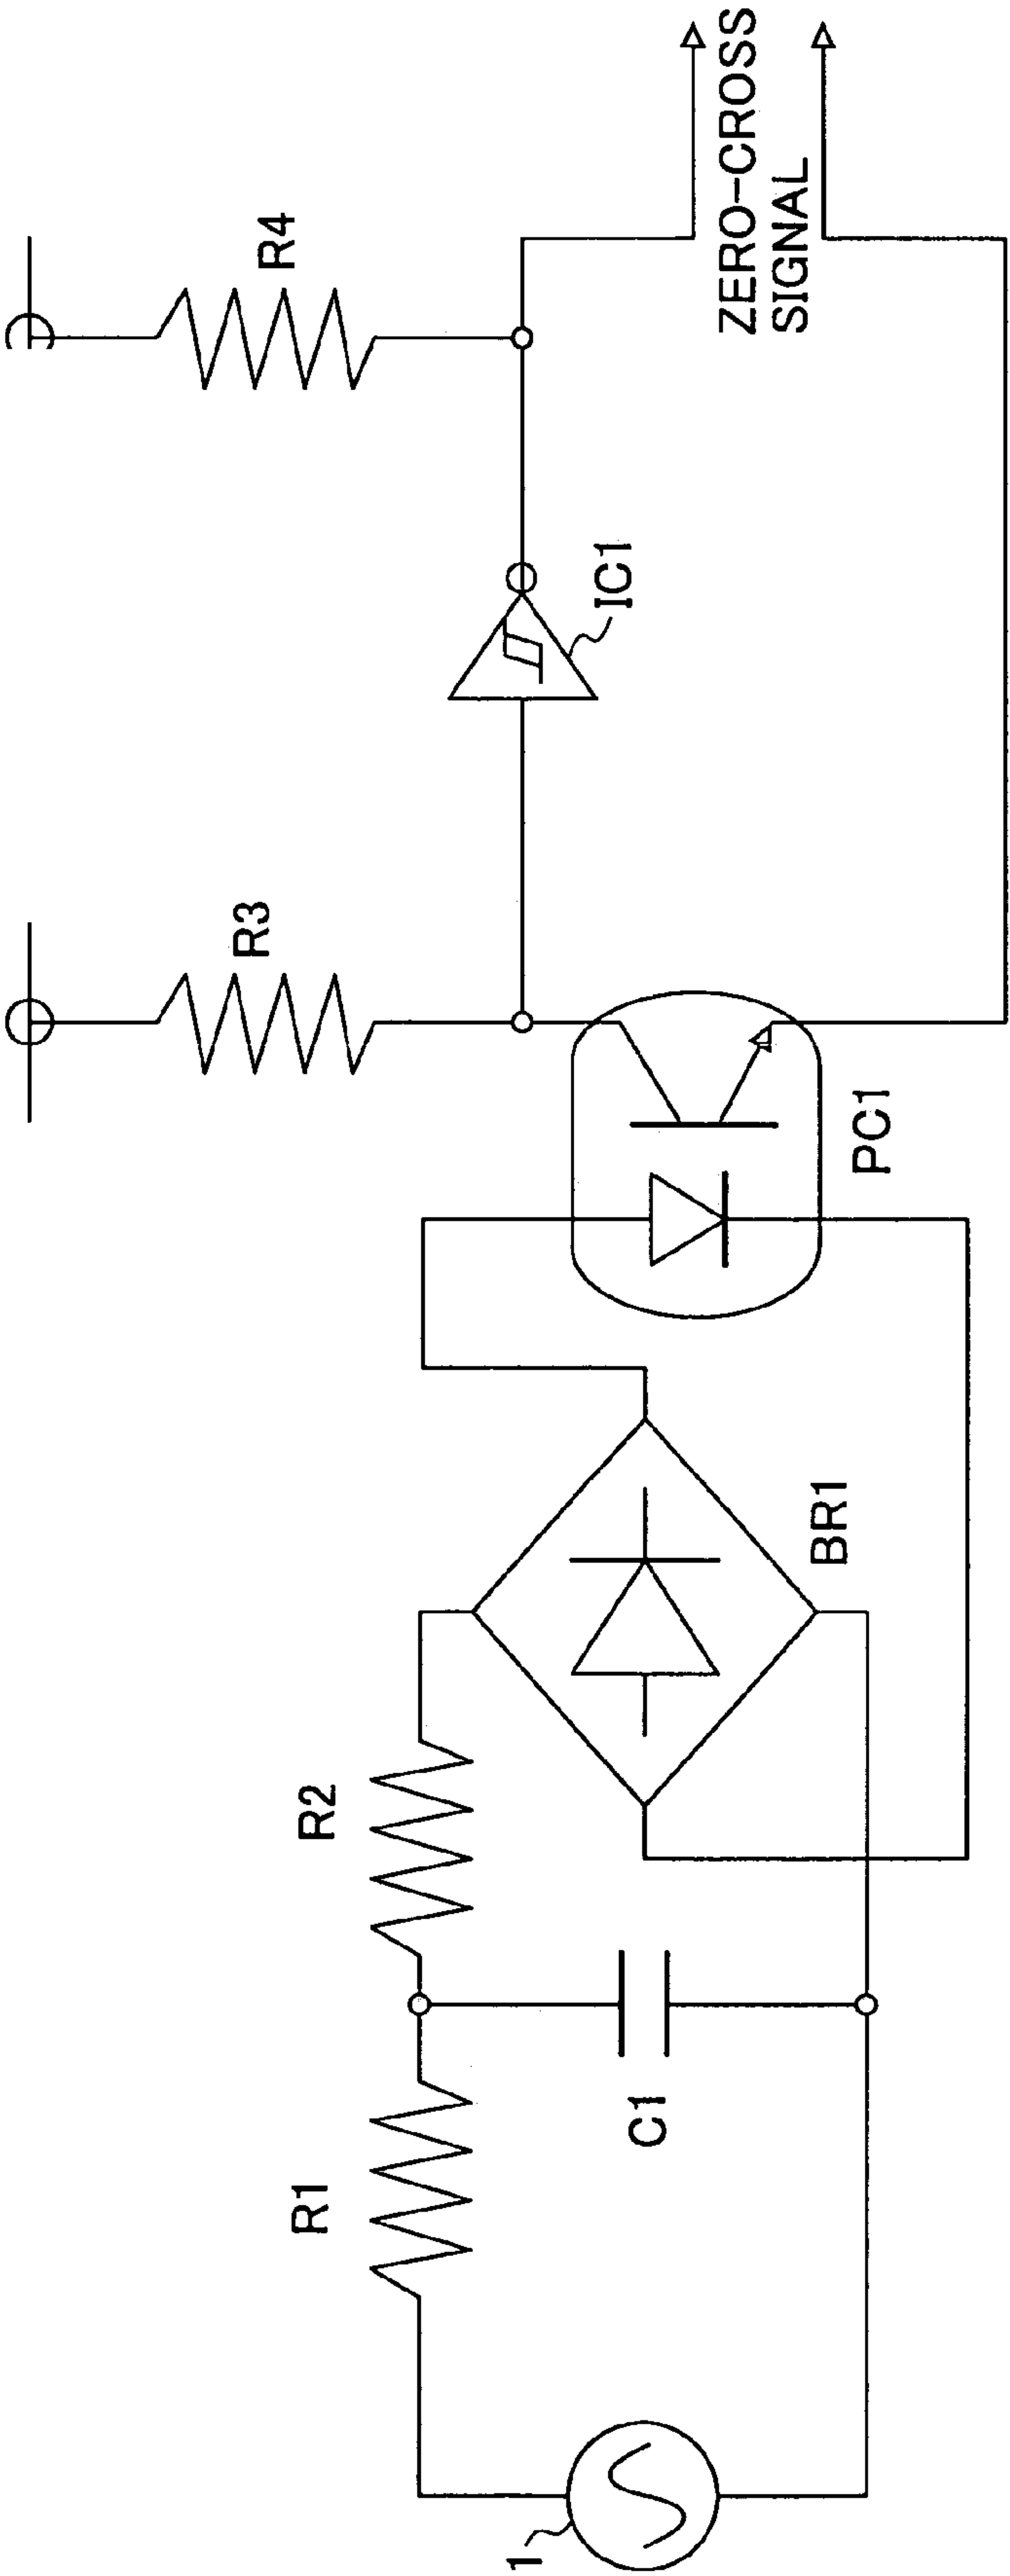 1
R1
C1
R2
BR1
PC1
R3
IC1
R4
ZERO-CROSS
SIGNAL